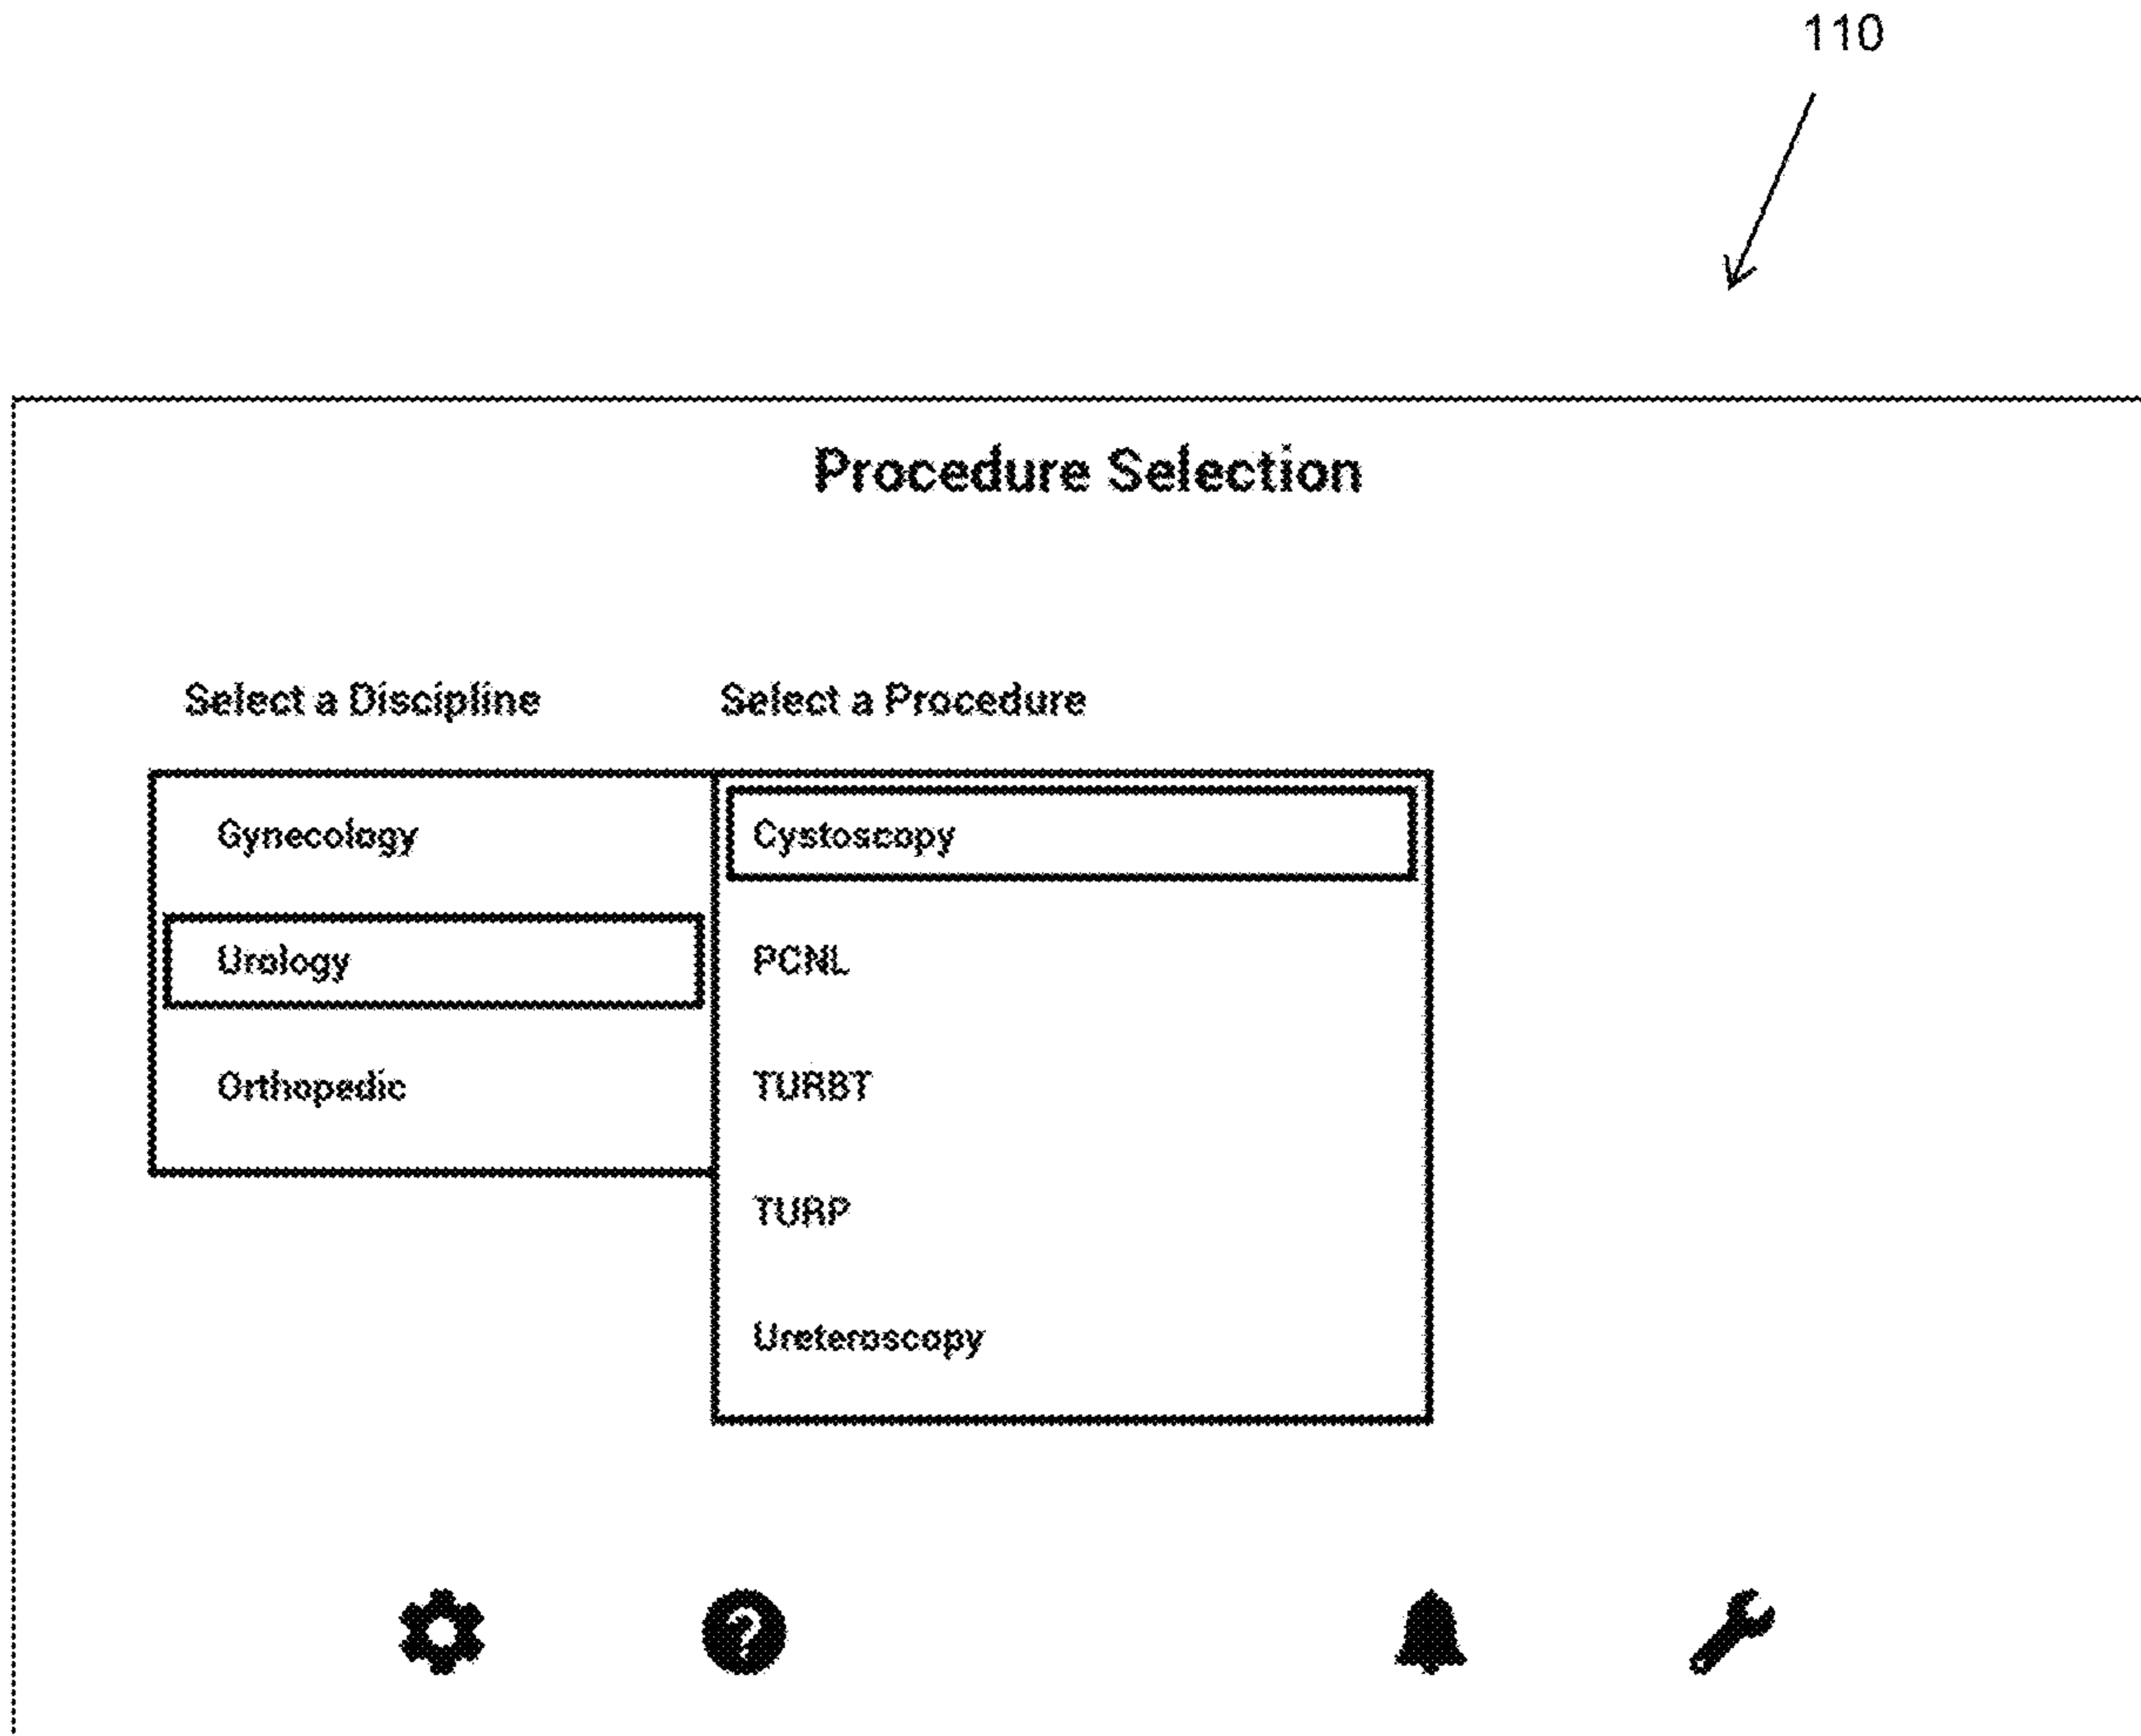 110
Procedure Selection
Select a Discipline
Select a Procedure
Gynecology
Urology
Orthopedic
Cystoscopy
PCNL
TURBT
TURP
Ureteroscopy
?